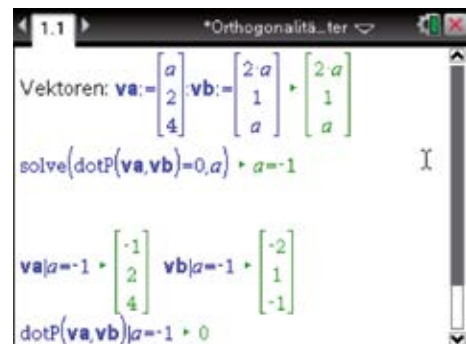 1.1 *Orthogonalitä…ter
Vektoren: va:=[a 2 4]:vb:=[2·a 1 a] ▸ [2·a 1 a]
solve(dotP(va,vb)=0,a) ▸ a=-1
va|a=-1 ▸ [-1 2 4] vb|a=-1 ▸ [-2 1 -1]
dotP(va,vb)|a=-1 ▸ 0